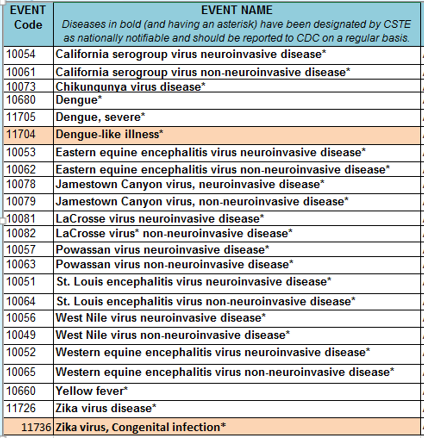 EVENT Code EVENT NAME
Diseases in bold (and having an asterisk) have been designated by CSTE
as nationally notifiable and should be reported to CDC on a regular basis.
10054 California serogroup virus neuroinvasive disease*
10061 California serogroup virus non-neuroinvasive disease*
10073 Chikungunya virus disease*
10680 Dengue*
11705 Dengue, severe*
11704 Dengue-like illness*
10053 Eastern equine encephalitis virus neuroinvasive disease*
10062 Eastern equine encephalitis virus non-neuroinvasive disease*
10078 Jamestown Canyon virus, neuroinvasive disease*
10079 Jamestown Canyon virus, non-neuroinvasive disease*
10081 LaCrosse virus neuroinvasive disease*
10082 LaCrosse virus* non-neuroinvasive disease*
10057 Powassan virus neuroinvasive disease*
10063 Powassan virus non-neuroinvasive disease*
10051 St. Louis encephalitis virus neuroinvasive disease*
10064 St. Louis encephalitis virus non-neuroinvasive disease*
10056 West Nile virus neuroinvasive disease*
10049 West Nile virus non-neuroinvasive disease*
10052 Western equine encephalitis virus neuroinvasive disease*
10065 Western equine encephalitis virus non-neuroinvasive disease*
10660 Yellow fever*
11726 Zika virus disease*
11736 Zika virus, Congenital infection*